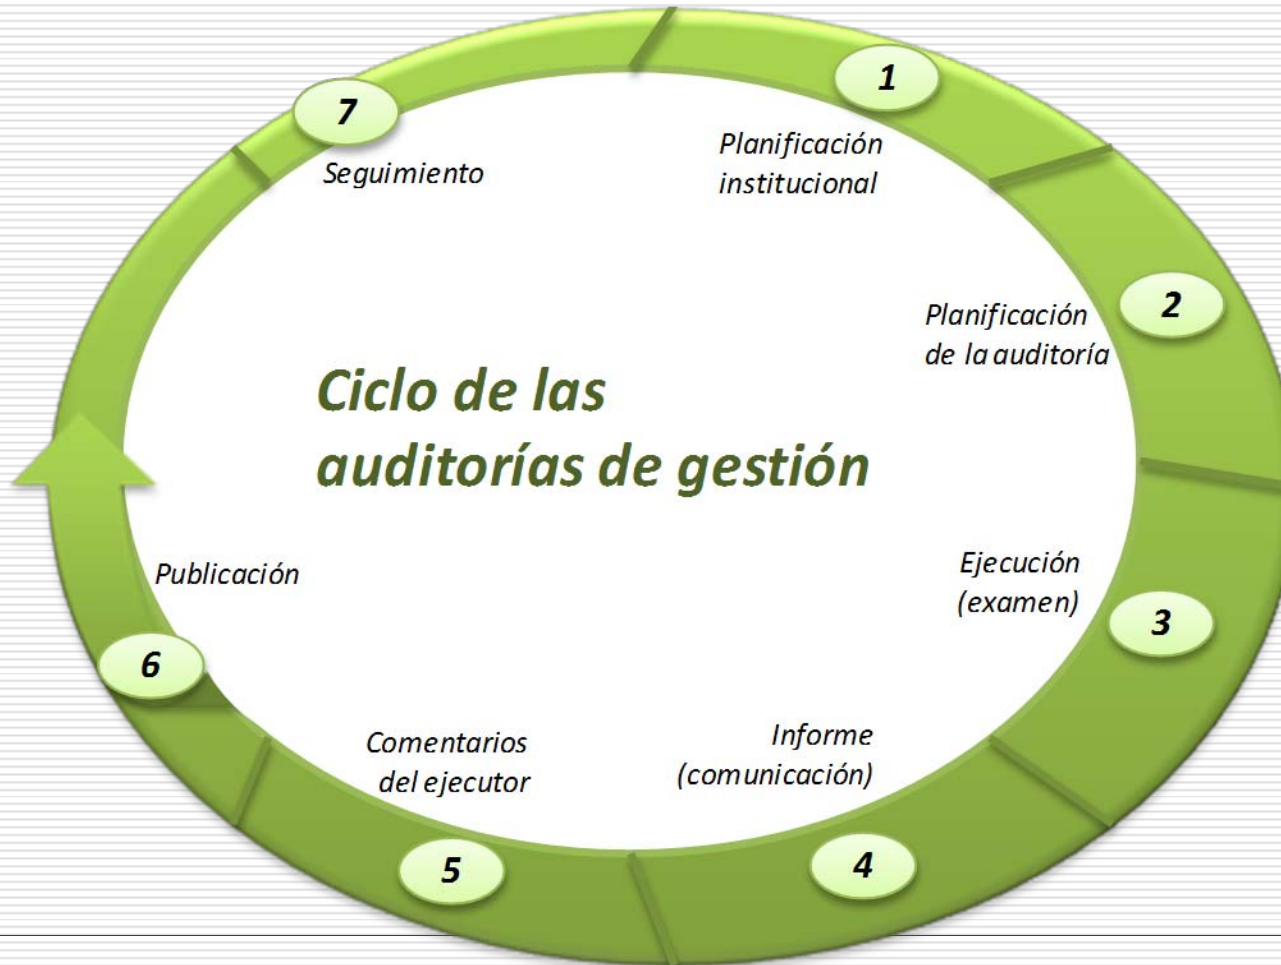 Ciclo de las
auditorías de gestión
1
Planificación
institucional
2
Planificación
de la auditoría
3
Ejecución
(examen)
4
Informe
(comunicación)
5
Comentarios
del ejecutor
6
Publicación
7
Seguimiento